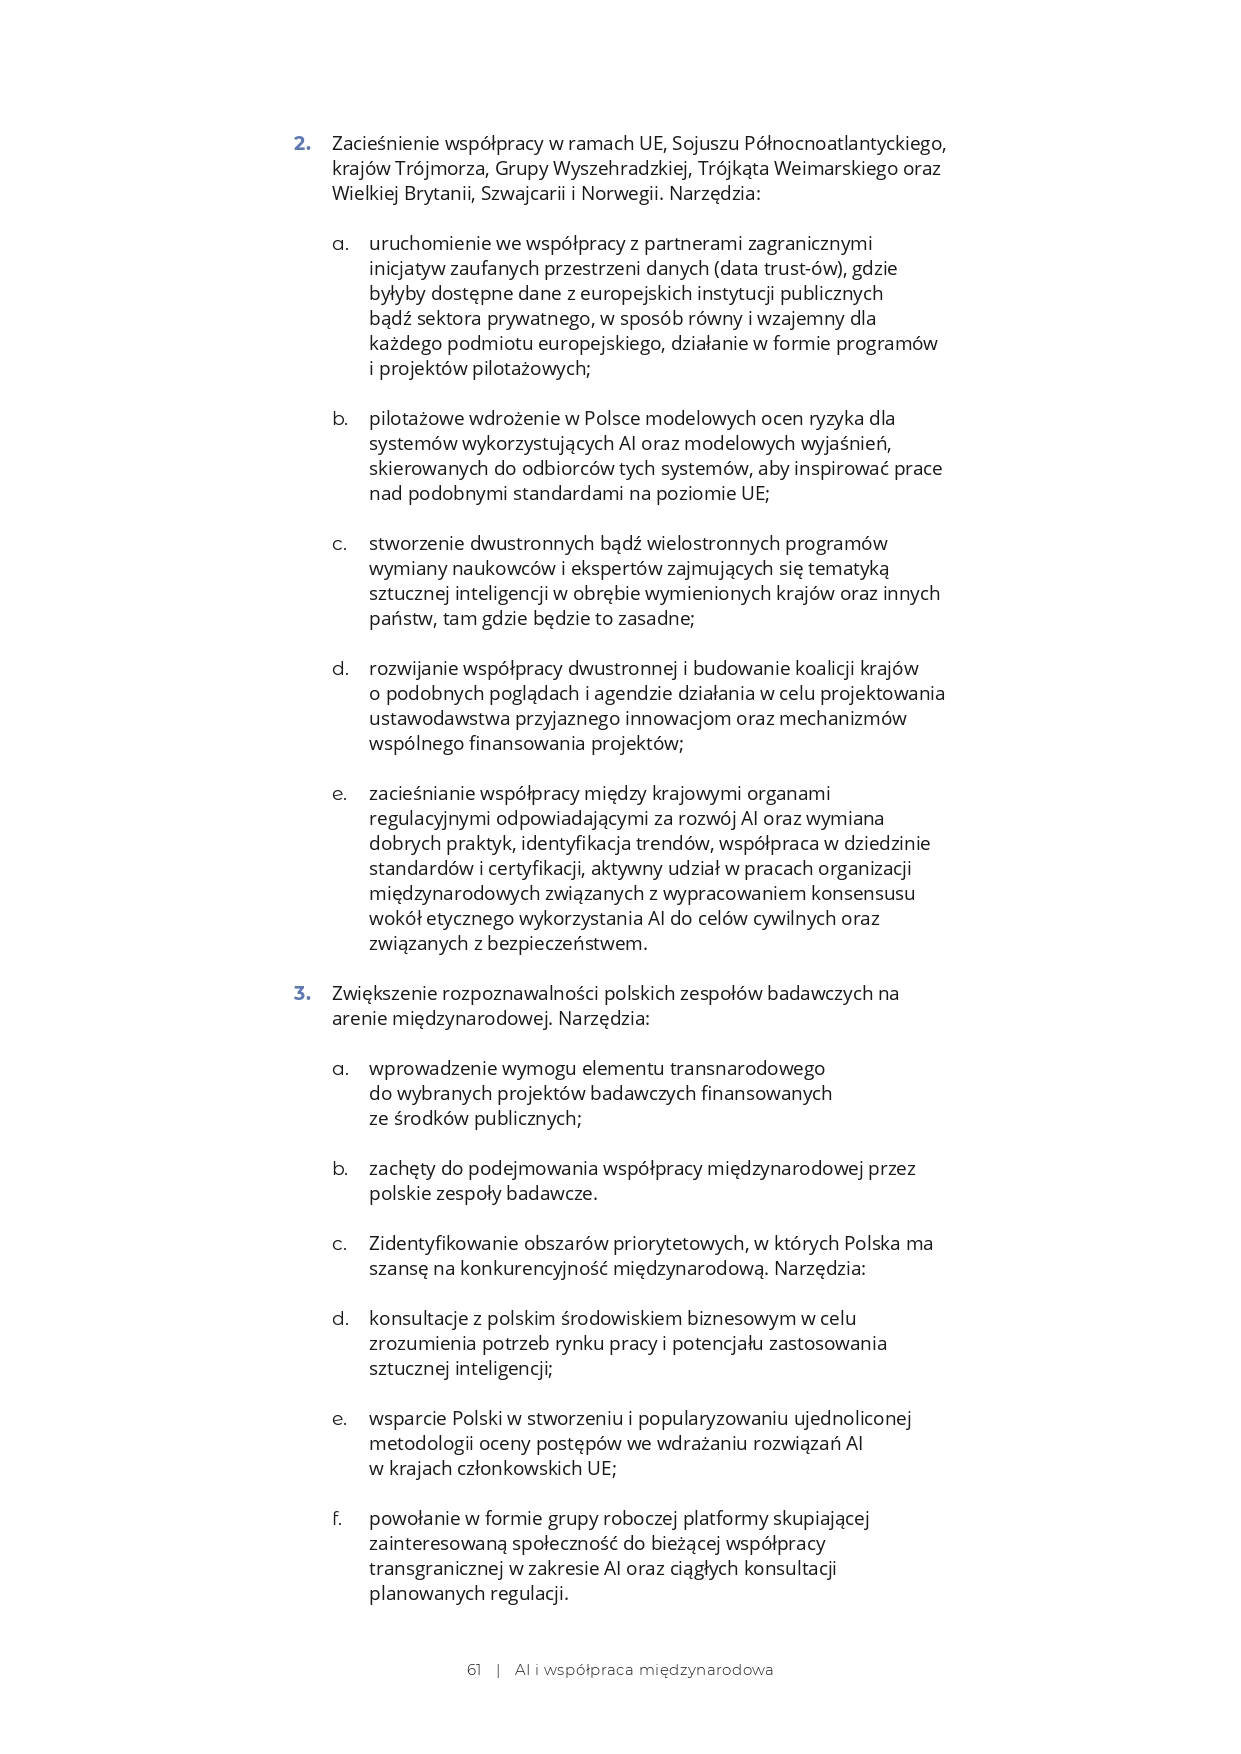 2. Zacieśnienie współpracy w ramach UE, Sojuszu Północnoatlantyckiego,
krajów Trójmorza, Grupy Wyszehradzkiej, Trójkąta Weimarskiego oraz
Wielkiej Brytanii, Szwajcarii i Norwegii. Narzędzia:
a. uruchomienie we współpracy z partnerami zagranicznymi
inicjatyw zaufanych przestrzeni danych (data trust-ów), gdzie
byłyby dostępne dane z europejskich instytucji publicznych
bądź sektora prywatnego, w sposób równy i wzajemny dla
każdego podmiotu europejskiego, działanie w formie programów
i projektów pilotażowych;
b. pilotażowe wdrożenie w Polsce modelowych ocen ryzyka dla
systemów wykorzystujących AI oraz modelowych wyjaśnień,
skierowanych do odbiorców tych systemów, aby inspirować prace
nad podobnymi standardami na poziomie UE;
c. stworzenie dwustronnych bądź wielostronnych programów
wymiany naukowców i ekspertów zajmujących się tematyką
sztucznej inteligencji w obrębie wymienionych krajów oraz innych
państw, tam gdzie będzie to zasadne;
d. rozwijanie współpracy dwustronnej i budowanie koalicji krajów
o podobnych poglądach i agendzie działania w celu projektowania
ustawodawstwa przyjaznego innowacjom oraz mechanizmów
wspólnego finansowania projektów;
e. zacieśnianie współpracy między krajowymi organami
regulacyjnymi odpowiadającymi za rozwój AI oraz wymiana
dobrych praktyk, identyfikacja trendów, współpraca w dziedzinie
standardów i certyfikacji, aktywny udział w pracach organizacji
międzynarodowych związanych z wypracowaniem konsensusu
wokół etycznego wykorzystania AI do celów cywilnych oraz
związanych z bezpieczeństwem.
3. Zwiększenie rozpoznawalności polskich zespołów badawczych na
arenie międzynarodowej. Narzędzia:
a. wprowadzenie wymogu elementu transnarodowego
do wybranych projektów badawczych finansowanych
ze środków publicznych;
b. zachęty do podejmowania współpracy międzynarodowej przez
polskie zespoły badawcze.
c. Zidentyfikowanie obszarów priorytetowych, w których Polska ma
szansę na konkurencyjność międzynarodową. Narzędzia:
d. konsultacje z polskim środowiskiem biznesowym w celu
zrozumienia potrzeb rynku pracy i potencjału zastosowania
sztucznej inteligencji;
e. wsparcie Polski w stworzeniu i popularyzowaniu ujednoliconej
metodologii oceny postępów we wdrażaniu rozwiązań AI
w krajach członkowskich UE;
f. powołanie w formie grupy roboczej platformy skupiającej
zainteresowaną społeczność do bieżącej współpracy
transgranicznej w zakresie AI oraz ciągłych konsultacji
planowanych regulacji.
61 | AI i współpraca międzynarodowa